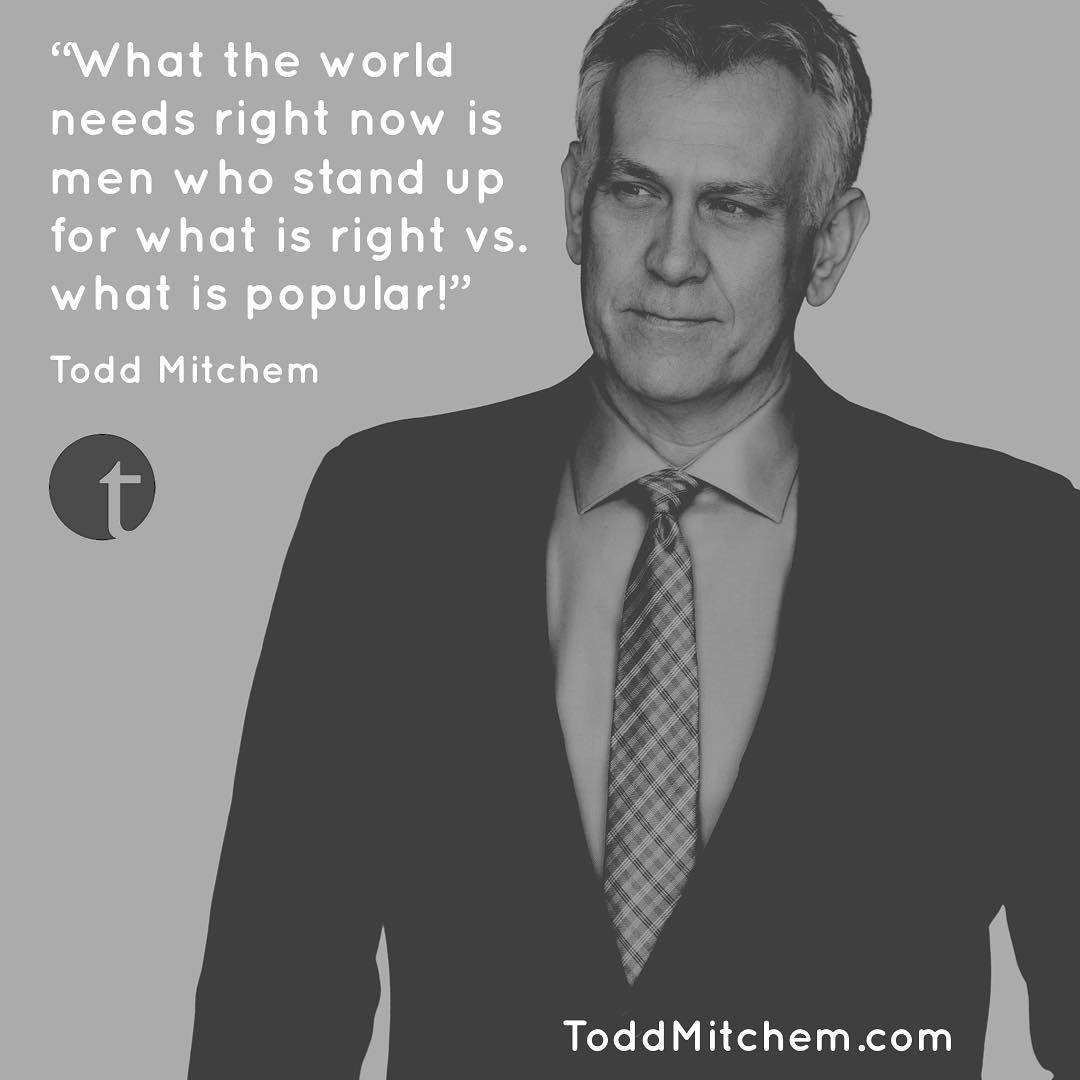 “What the world
needs right now is
men who stand up
for what is right vs.
what is popular!”
Todd Mitchem
t
ToddMitchem.com